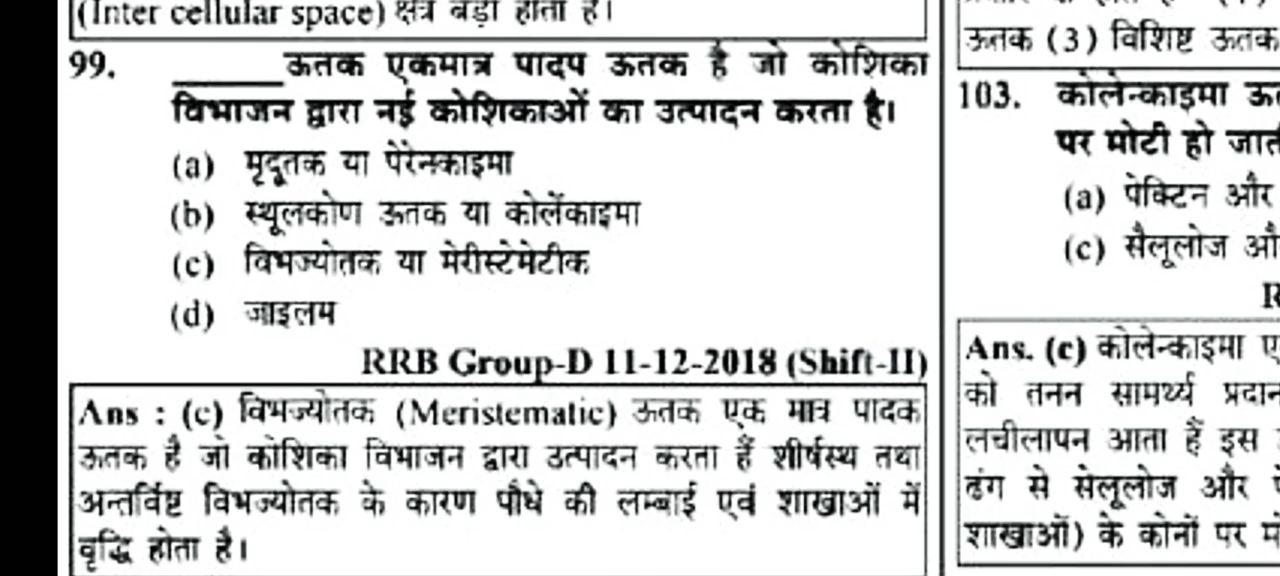 (Inter cellular space) क्षेत्र बड़ा होता है।
99. ______ ऊतक एकमात्र पादप ऊतक है जो कोशिका
विभाजन द्वारा नई कोशिकाओं का उत्पादन करता है।
(a) मृदूतक या पेरेन्काइमा
(b) स्थूलकोण ऊतक या कोलेंकाइमा
(c) विभज्योतक या मेरीस्टेमेटीक
(d) जाइलम
RRB Group-D 11-12-2018 (Shift-II)
Ans : (c) विभज्योतक (Meristematic) ऊतक एक मात्र पादक
ऊतक है जो कोशिका विभाजन द्वारा उत्पादन करता हैं शीर्षस्थ तथा
अन्तर्विष्ट विभज्योतक के कारण पौधे की लम्बाई एवं शाखाओं में
वृद्धि होता है।
ऊतक (3) विशिष्ट ऊतक
103. कोलेन्काइमा
पर मोटी हो
(a) पेक्टिन और
(c) सैलूलोज
Ans. (c) कोलेन्काइमा
को तनन सामर्थ्य
लचीलापन आता हैं इस
ढंग से सेलूलोज और
शाखाओं) के कोनों पर